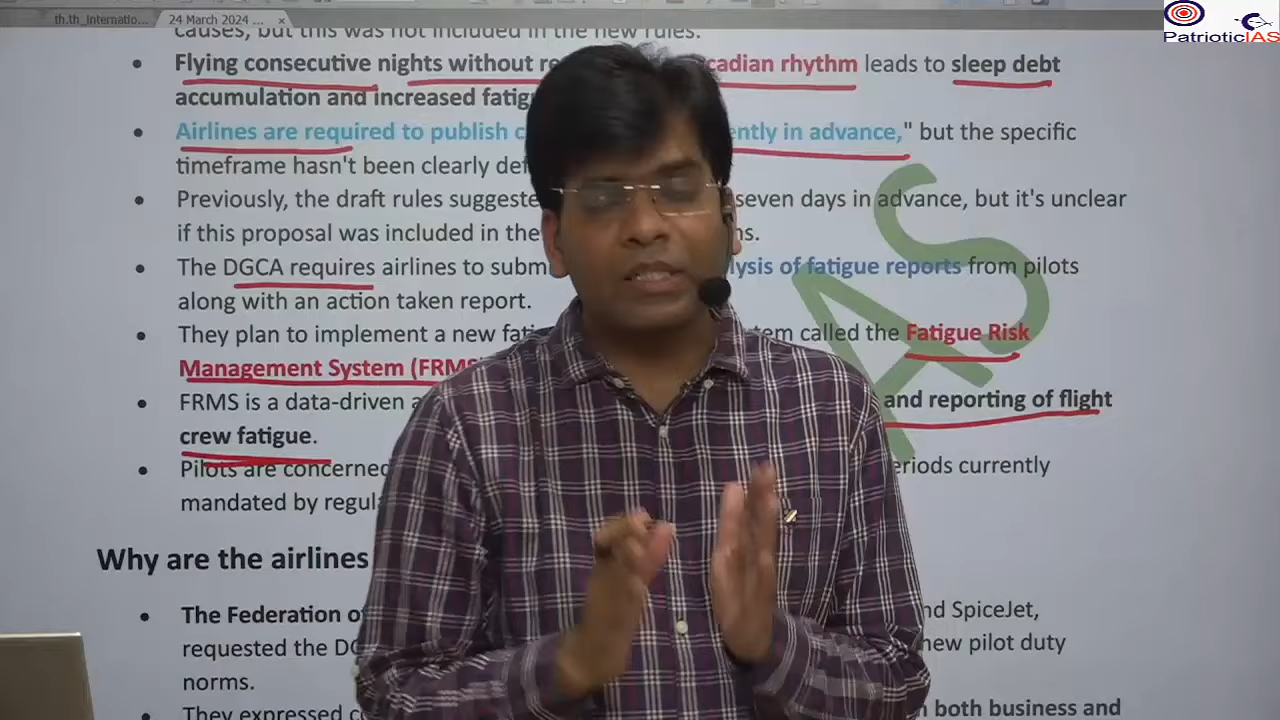 th.th_Internatio...
24 March 2024 ...
PatrioticIAS
causes, but this was not included in the new rules.
Flying consecutive nights without re cadian rhythm leads to sleep debt
accumulation and increased fatig
Airlines are required to publish c ently in advance," but the specific
timeframe hasn't been clearly def
Previously, the draft rules suggeste seven days in advance, but it's unclear
if this proposal was included in the ns.
The DGCA requires airlines to subm lysis of fatigue reports from pilots
along with an action taken report.
They plan to implement a new fati tem called the Fatigue Risk
Management System (FRMS
FRMS is a data-driven a and reporting of flight
crew fatigue.
Pilots are concerned eriods currently
mandated by regul
Why are the airlines
The Federation of nd SpiceJet,
requested the DG new pilot duty
norms.
They expressed co n both business and
AS